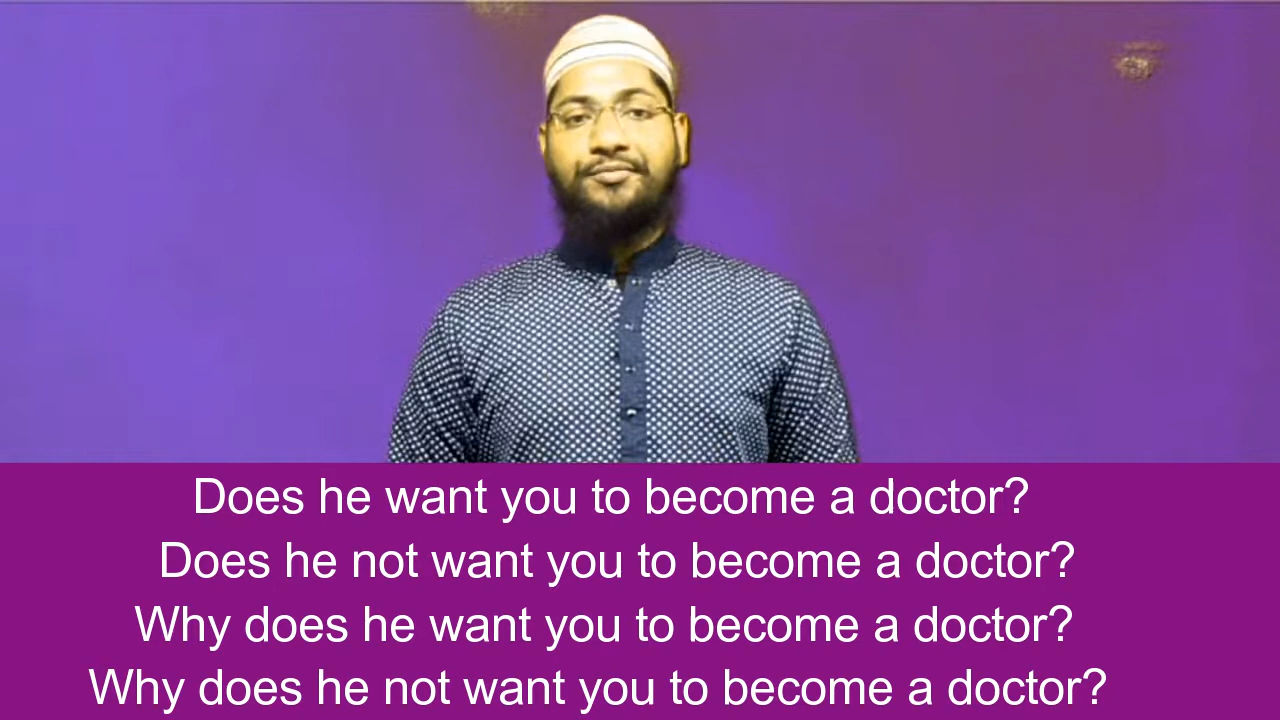 Does he want you to become a doctor?
Does he not want you to become a doctor?
Why does he want you to become a doctor?
Why does he not want you to become a doctor?